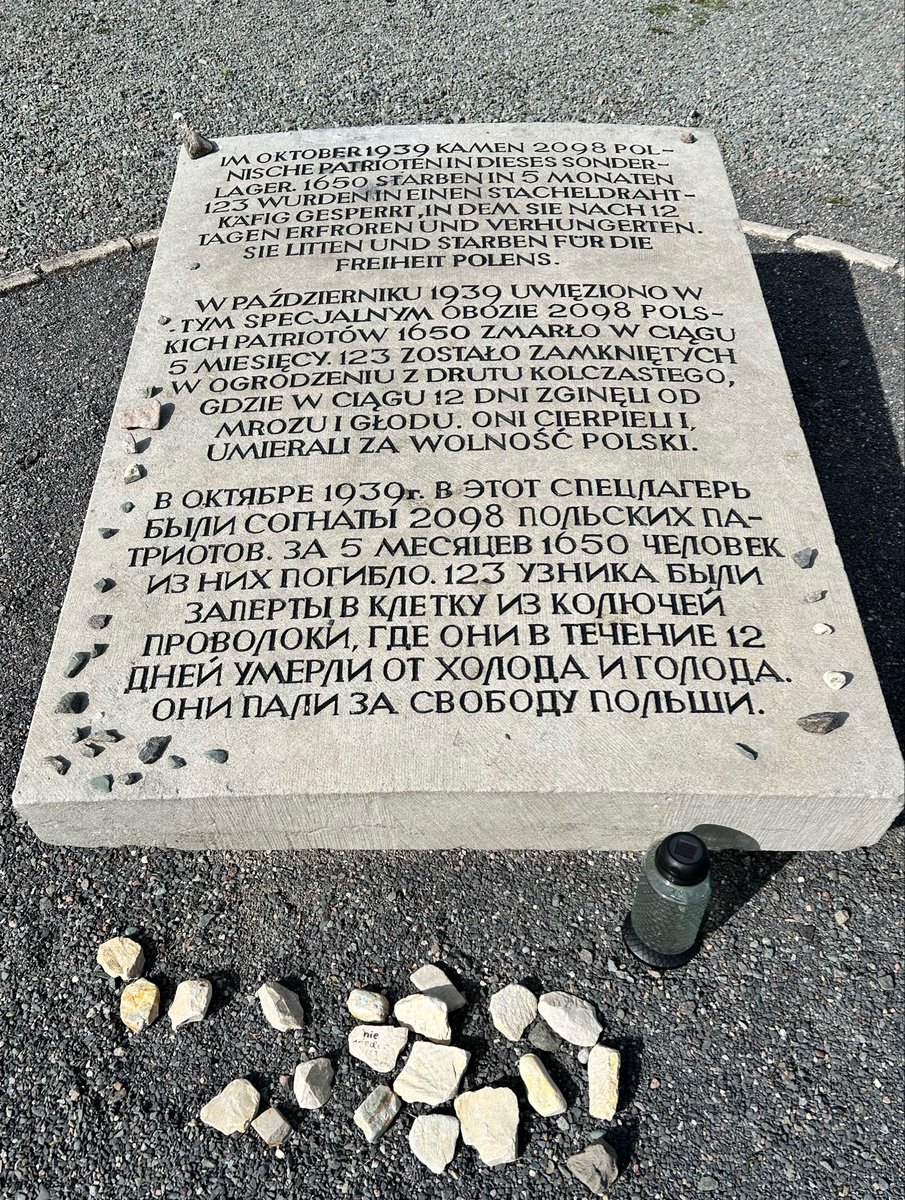 IM OKTOBER 1939 KAMEN 2098 POL-
NISCHE PATRIOTEN IN DIESES SONDER-
LAGER. 1650 STARBEN IN 5 MONATEN
123 WURDEN IN EINEN STACHELDRAHT-
KÄFIG GESPERRT, IN DEM SIE NACH 12
TAGEN ERFROREN UND VERHUNGERTEN.
SIE LITTEN UND STARBEN FÜR DIE
FREIHEIT POLENS.
W PAŹDZIERNIKU 1939 UWIĘZIONO W
TYM SPECJALNYM OBOZIE 2098 POLS-
KICH PATRIOTÓW 1650 ZMARŁO W CIĄGU
5 MIESIĘCY. 123 ZOSTAŁO ZAMKNIĘTYCH
W OGRODZENIU Z DRUTU KOLCZASTEGO,
GDZIE W CIĄGU 12 DNI ZGINĘLI OD
MROZU I GŁODU. ONI CIERPIELI I,
UMIERALI ZA WOLNOŚĆ POLSKI.
В ОКТЯБРЕ 1939г. В ЭТОТ СПЕЦЛАГЕРЬ
БЫЛИ СОГНАТЫ 2098 ПОЛЬСКИХ ПА-
ТРИОТОВ. ЗА 5 МЕСЯЦЕВ 1650 ЧЕЛОВЕК
ИЗ НИХ ПОГИБЛО. 123 УЗНИКА БЫЛИ
ЗАПЕРТЫ В КЛЕТКУ ИЗ КОЛЮЧЕЙ
ПРОВОЛОКИ, ГДЕ ОНИ В ТЕЧЕНИЕ 12
ДНЕЙ УМЕРЛИ ОТ ХОЛОДА И ГОЛОДА.
ОНИ ПАЛИ ЗА СВОБОДУ ПОЛЬШИ.
nie